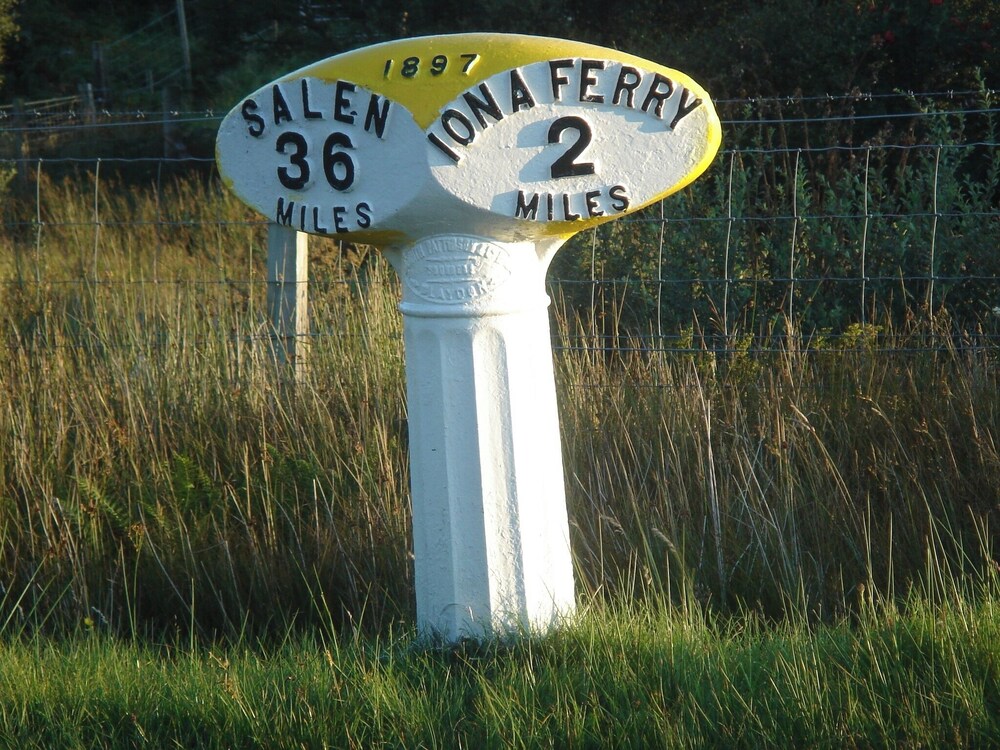 1897
SALEN
36
MILES
IONA FERRY
2
MILES